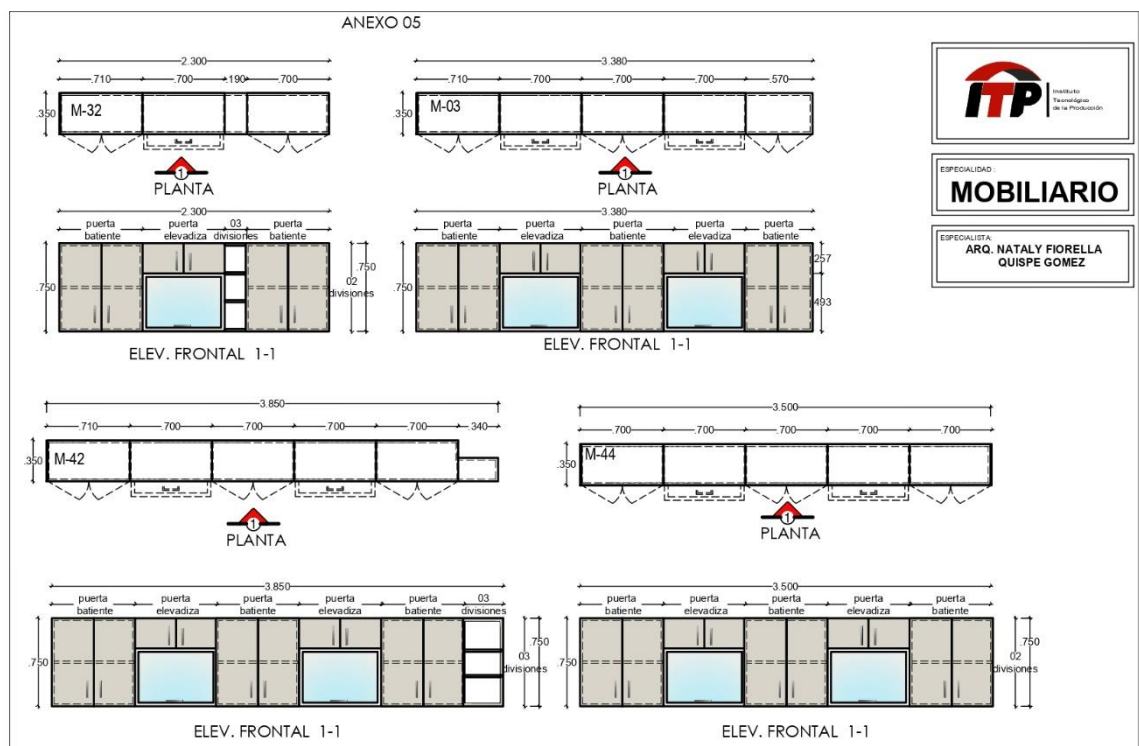 ANEXO 05
2.300
.710 .700 .190 .700
.350
M-32
1
PLANTA
3.380
.710 .700 .700 .700 .570
.350
M-03
1
PLANTA
ITP
Instituto
Tecnológico
de la Producción
ESPECIALIDAD :
MOBILIARIO
ESPECIALISTA:
ARQ. NATALY FIORELLA
QUISPE GOMEZ
2.300
puerta batiente
puerta elevadiza
03 divisiones
puerta batiente
.750
.750
02
divisiones
ELEV. FRONTAL 1-1
3.380
puerta batiente
puerta elevadiza
puerta batiente
puerta elevadiza
puerta batiente
.750
.257
.493
ELEV. FRONTAL 1-1
3.850
.710 .700 .700 .700 .700 .340
.350
M-42
1
PLANTA
3.500
.700 .700 .700 .700 .700
.350
M-44
1
PLANTA
3.850
puerta batiente
puerta elevadiza
puerta batiente
puerta elevadiza
puerta batiente
03 divisiones
.750
.750
03
divisiones
ELEV. FRONTAL 1-1
3.500
puerta batiente
puerta elevadiza
puerta batiente
puerta elevadiza
puerta batiente
.750
.750
02
divisiones
ELEV. FRONTAL 1-1